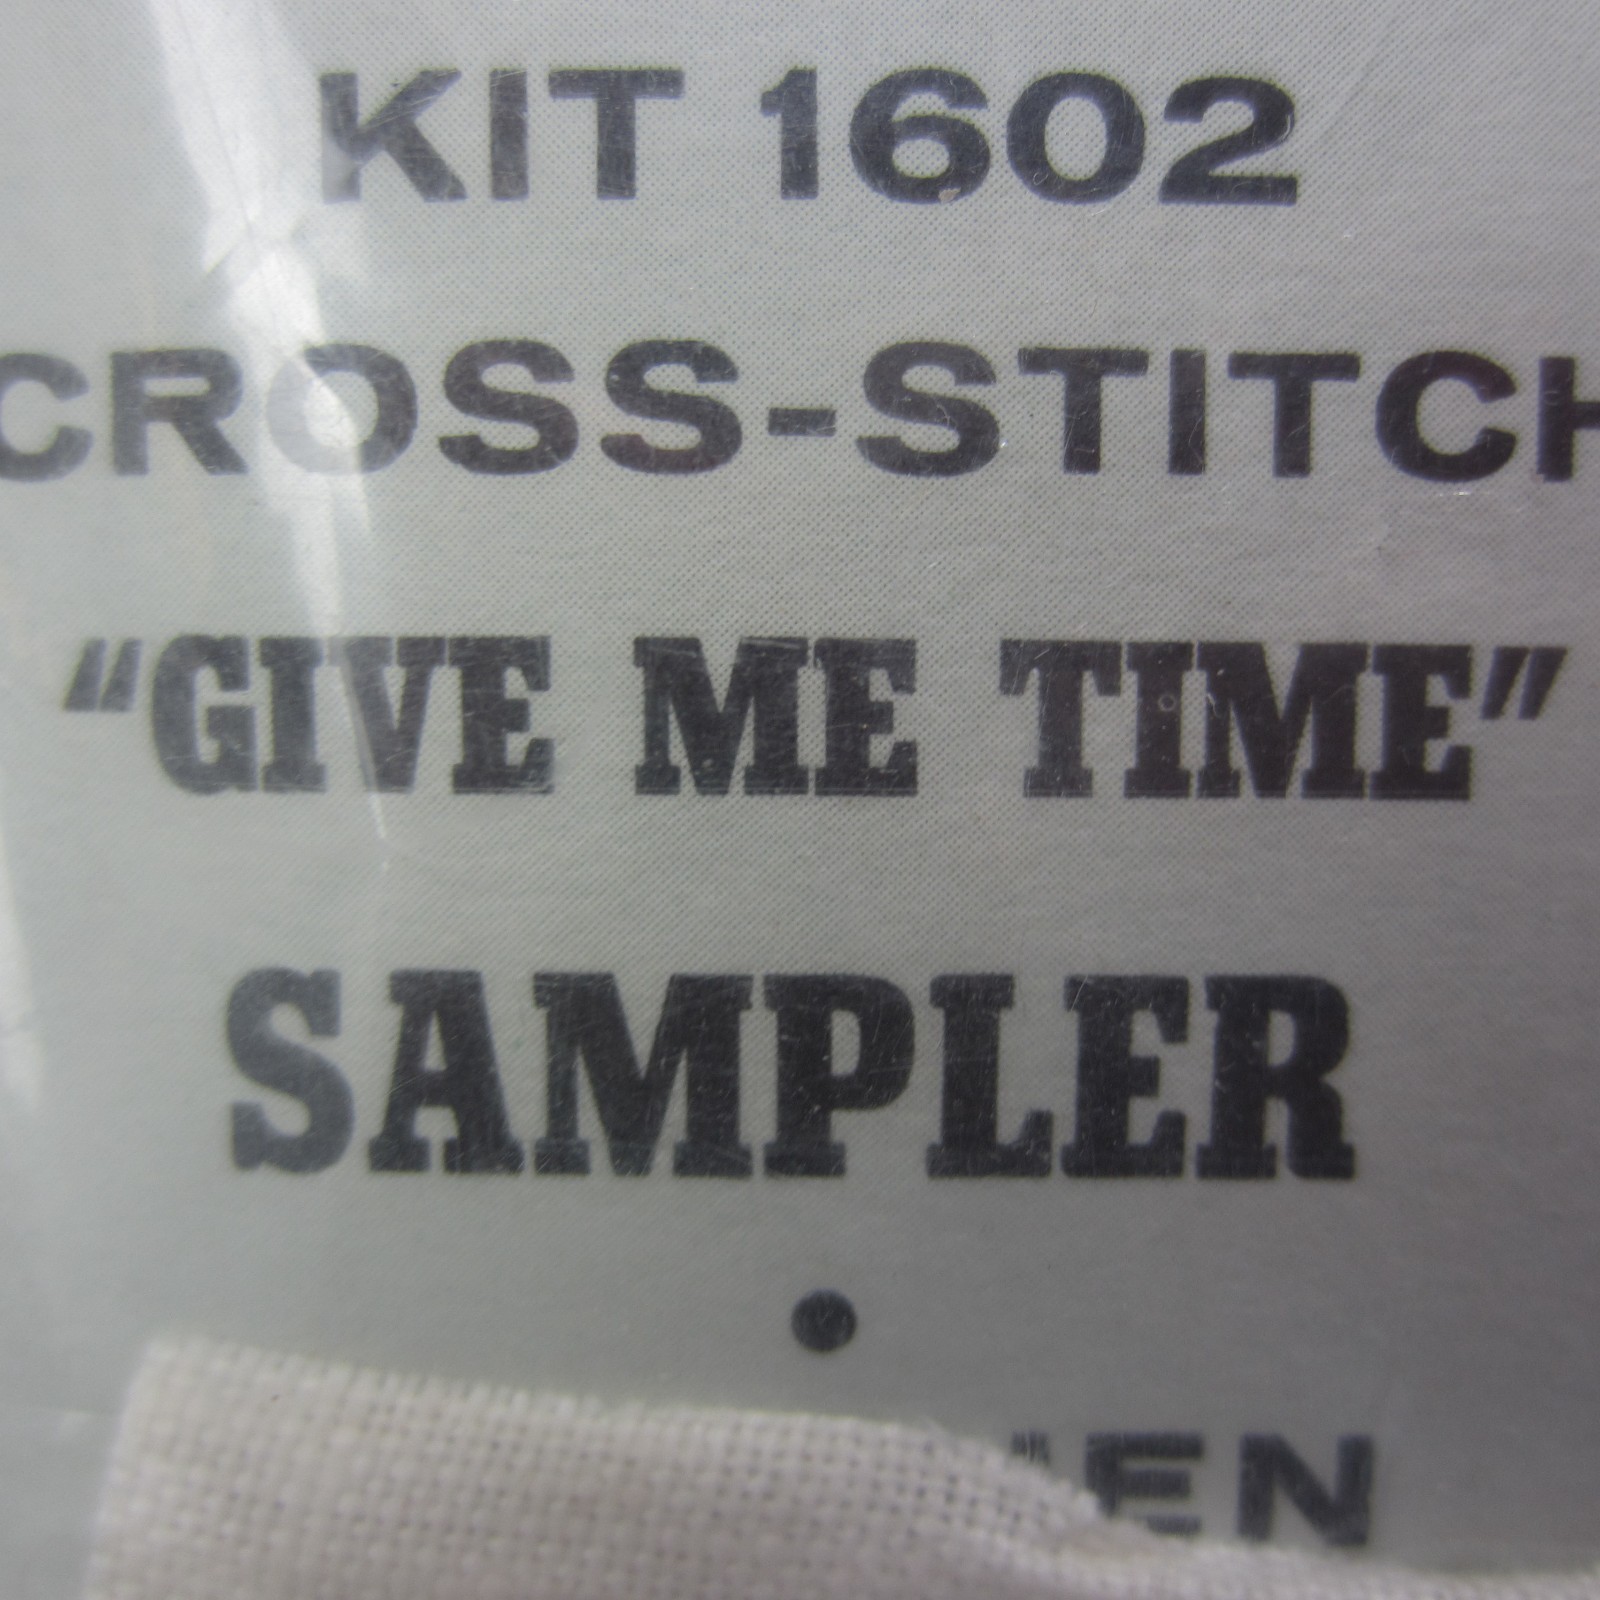 KIT 1602
CROSS-STITCH
“GIVE ME TIME”
SAMPLER
•